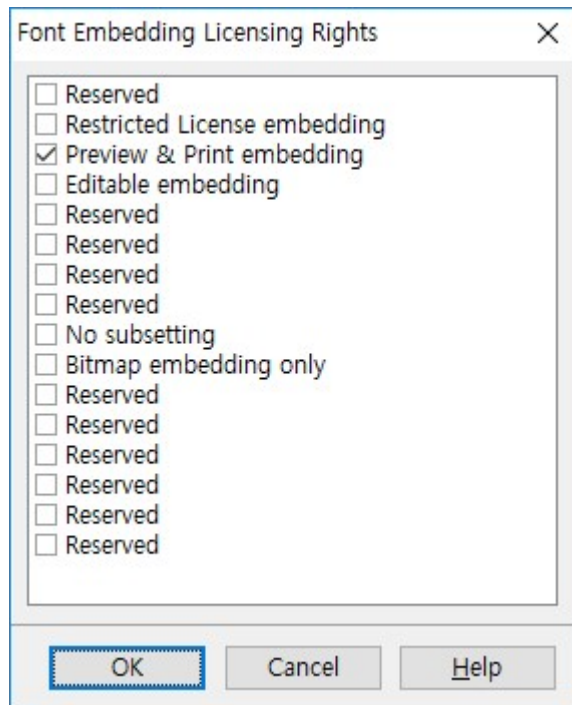 Font Embedding Licensing Rights
Reserved
Restricted License embedding
Preview & Print embedding
Editable embedding
Reserved
Reserved
Reserved
Reserved
No subsetting
Bitmap embedding only
Reserved
Reserved
Reserved
Reserved
Reserved
Reserved
OK Cancel Help